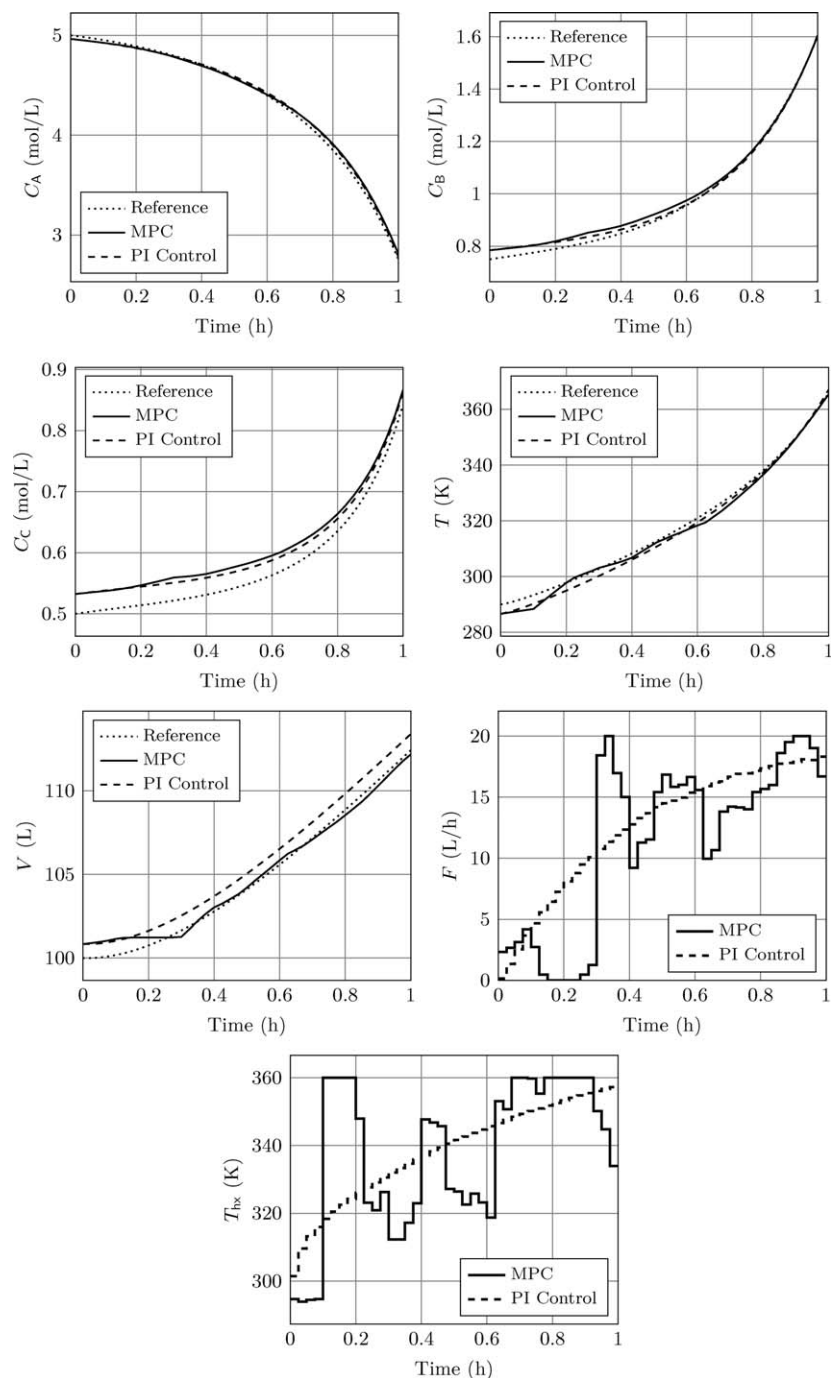 5
4
3
C_A (mol/L)
Reference
MPC
PI Control
0 0.2 0.4 0.6 0.8 1
Time (h)
1.6
1.4
1.2
1
0.8
C_B (mol/L)
Reference
MPC
PI Control
0 0.2 0.4 0.6 0.8 1
Time (h)
0.9
0.8
0.7
0.6
0.5
C_C (mol/L)
Reference
MPC
PI Control
0 0.2 0.4 0.6 0.8 1
Time (h)
360
340
320
300
280
T (K)
Reference
MPC
PI Control
0 0.2 0.4 0.6 0.8 1
Time (h)
110
105
100
V (L)
Reference
MPC
PI Control
0 0.2 0.4 0.6 0.8 1
Time (h)
20
15
10
5
0
F (L/h)
MPC
PI Control
0 0.2 0.4 0.6 0.8 1
Time (h)
360
340
320
300
T_hx (K)
MPC
PI Control
0 0.2 0.4 0.6 0.8 1
Time (h)